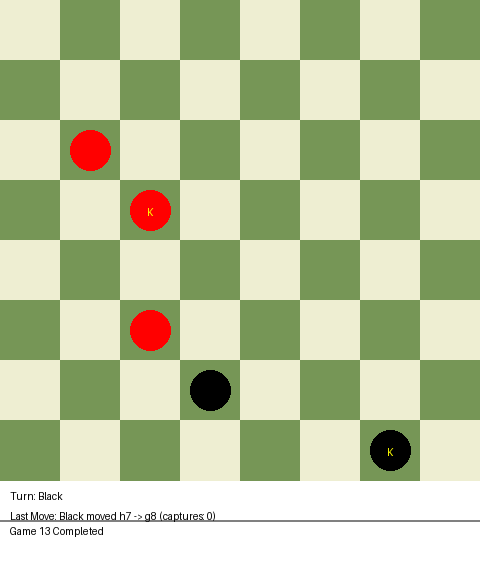 K
K
Turn: Black
Last Move: Black moved h7 -> g8 (captures: 0)
Game 13 Completed